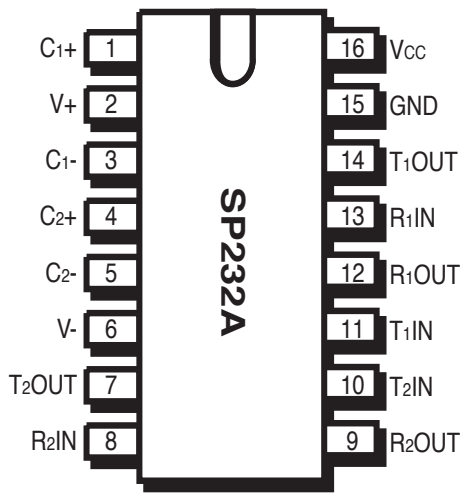 C1+ 1 16 VCC
V+ 2 15 GND
C1- 3 14 T1OUT
C2+ 4 13 R1IN
C2- 5 12 R1OUT
V- 6 11 T1IN
T2OUT 7 10 T2IN
R2IN 8 9 R2OUT
SP232A